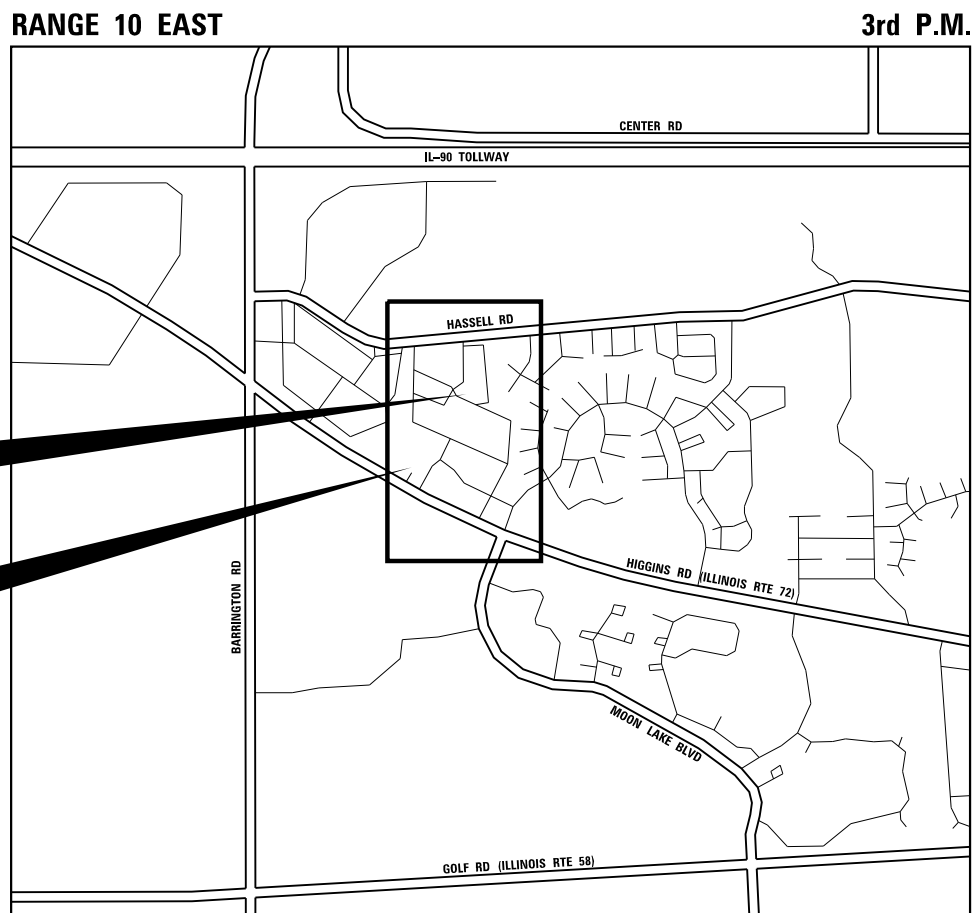 RANGE 10 EAST
3rd P.M.
CENTER RD
IL-90 TOLLWAY
HASSELL RD
BARRINGTON RD
HIGGINS RD (ILLINOIS RTE 72)
MOON LAKE BLVD
GOLF RD (ILLINOIS RTE 58)